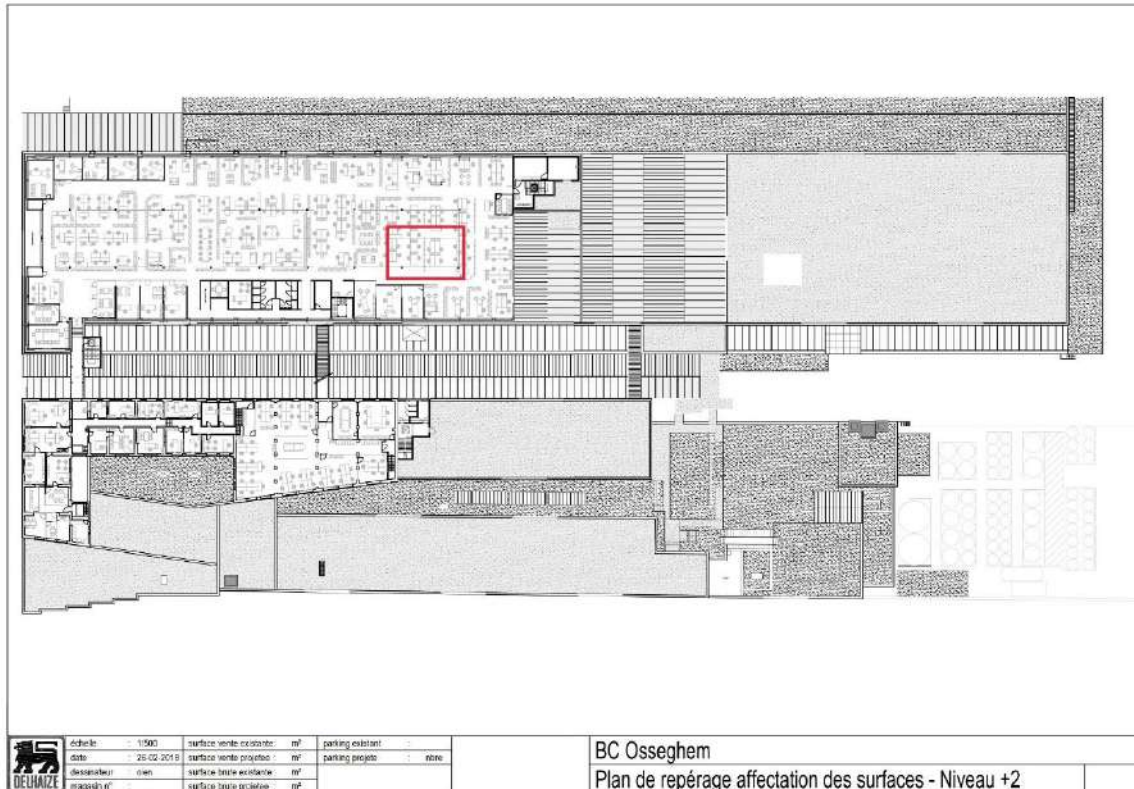 DELHAIZE
échelle : 1/500
date : 26-02-2018
dessinateur : oien
magasin n° :
surface vente existante : m²
surface vente projetée : m²
surface brute existante : m²
surface brute projetée : m²
parking existant :
parking projeté : nbre
BC Osseghem
Plan de repérage affectation des surfaces - Niveau +2